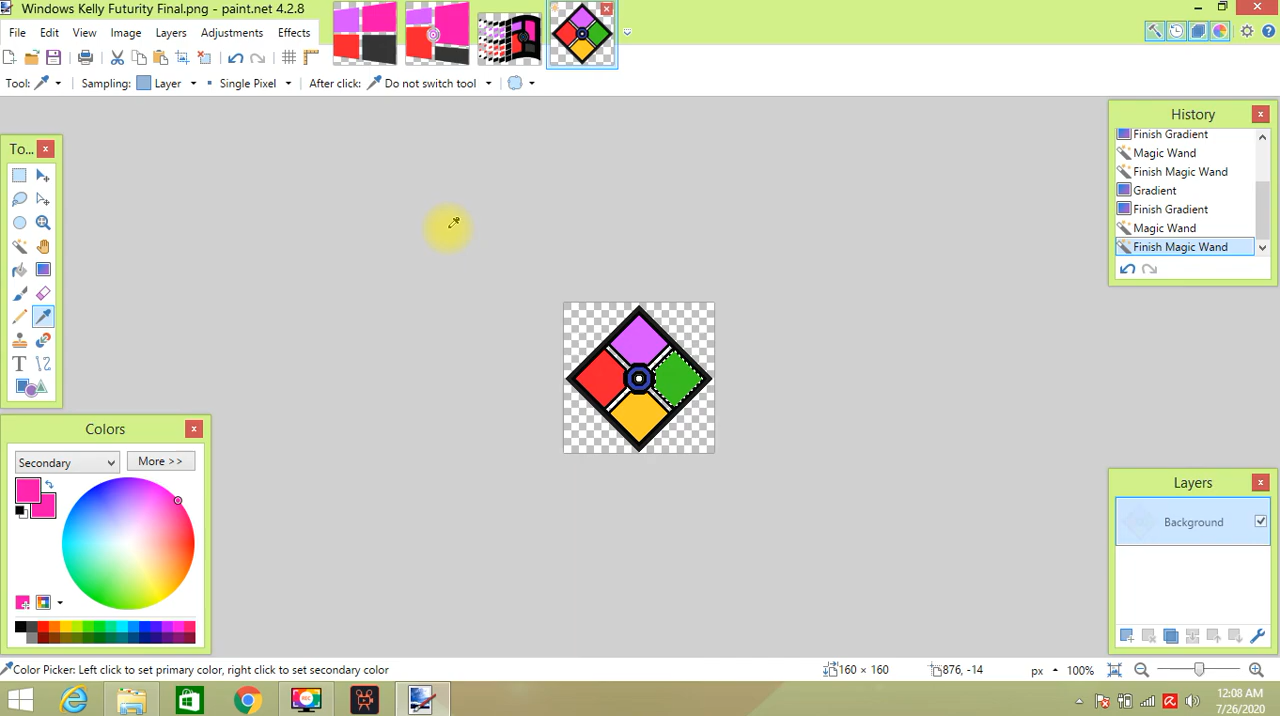 Windows Kelly Futurity Final.png - paint.net 4.2.8
File Edit View Image Layers Adjustments Effects
Tool: Sampling: Layer Single Pixel After click: Do not switch tool
To...
History
Finish Gradient
Magic Wand
Finish Magic Wand
Gradient
Finish Gradient
Magic Wand
Finish Magic Wand
Colors
Secondary More >>
Layers
Background
Color Picker: Left click to set primary color, right click to set secondary color 160 × 160 876, -14 px 100%
12:08 AM
7/26/2020